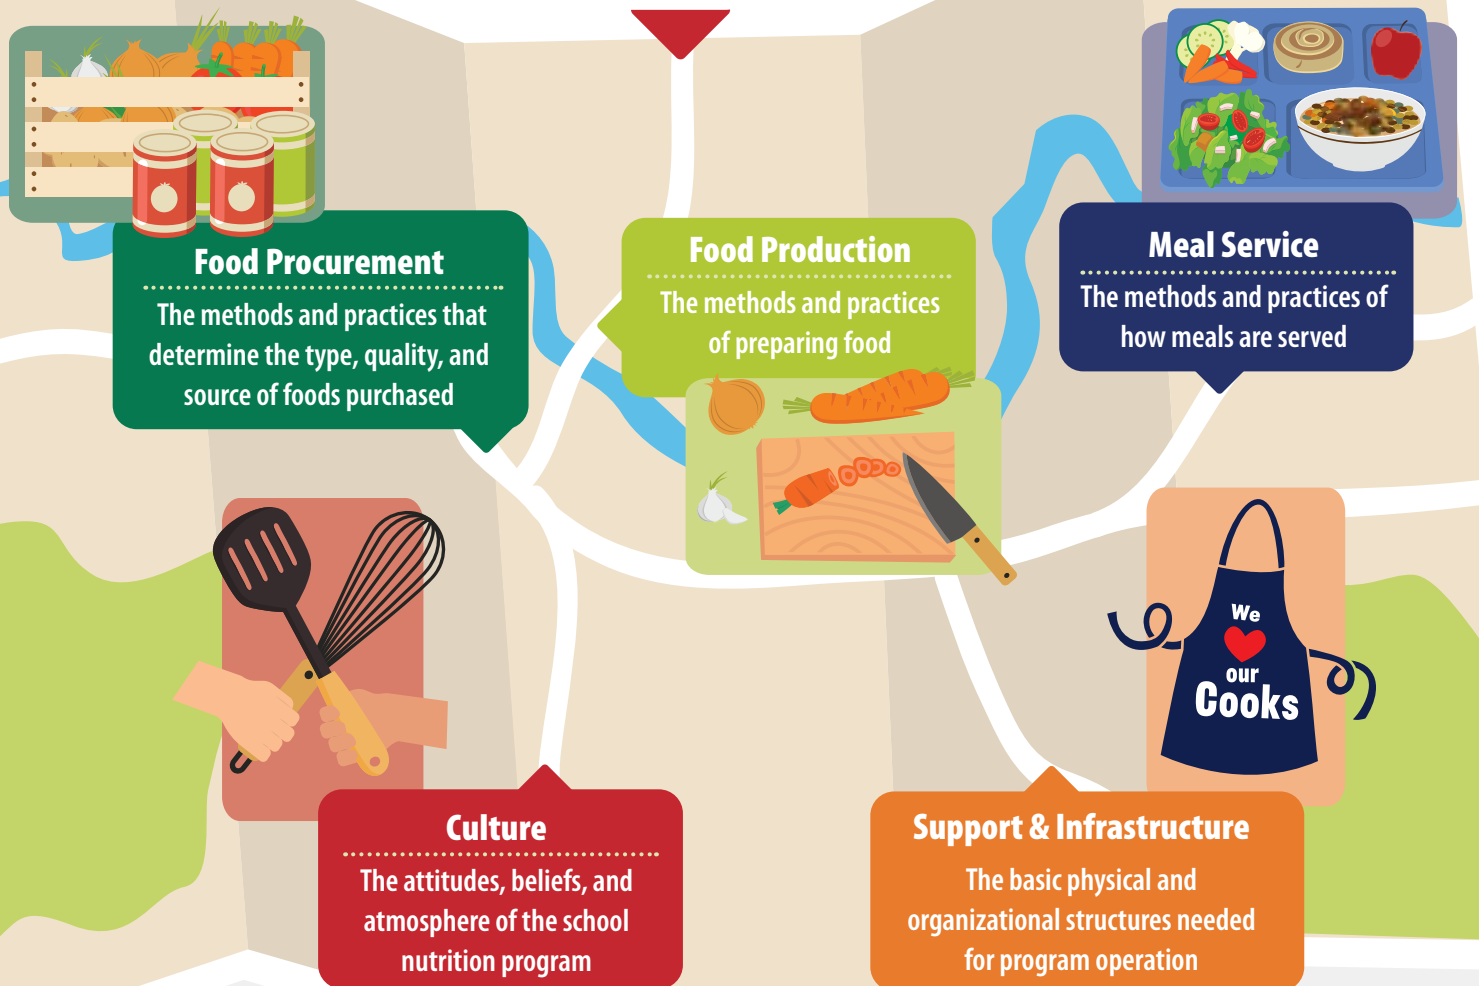 Food Procurement
The methods and practices that
determine the type, quality, and
source of foods purchased
Food Production
The methods and practices
of preparing food
Meal Service
The methods and practices of
how meals are served
We
our
Cooks
Culture
The attitudes, beliefs, and
atmosphere of the school
nutrition program
Support & Infrastructure
The basic physical and
organizational structures needed
for program operation